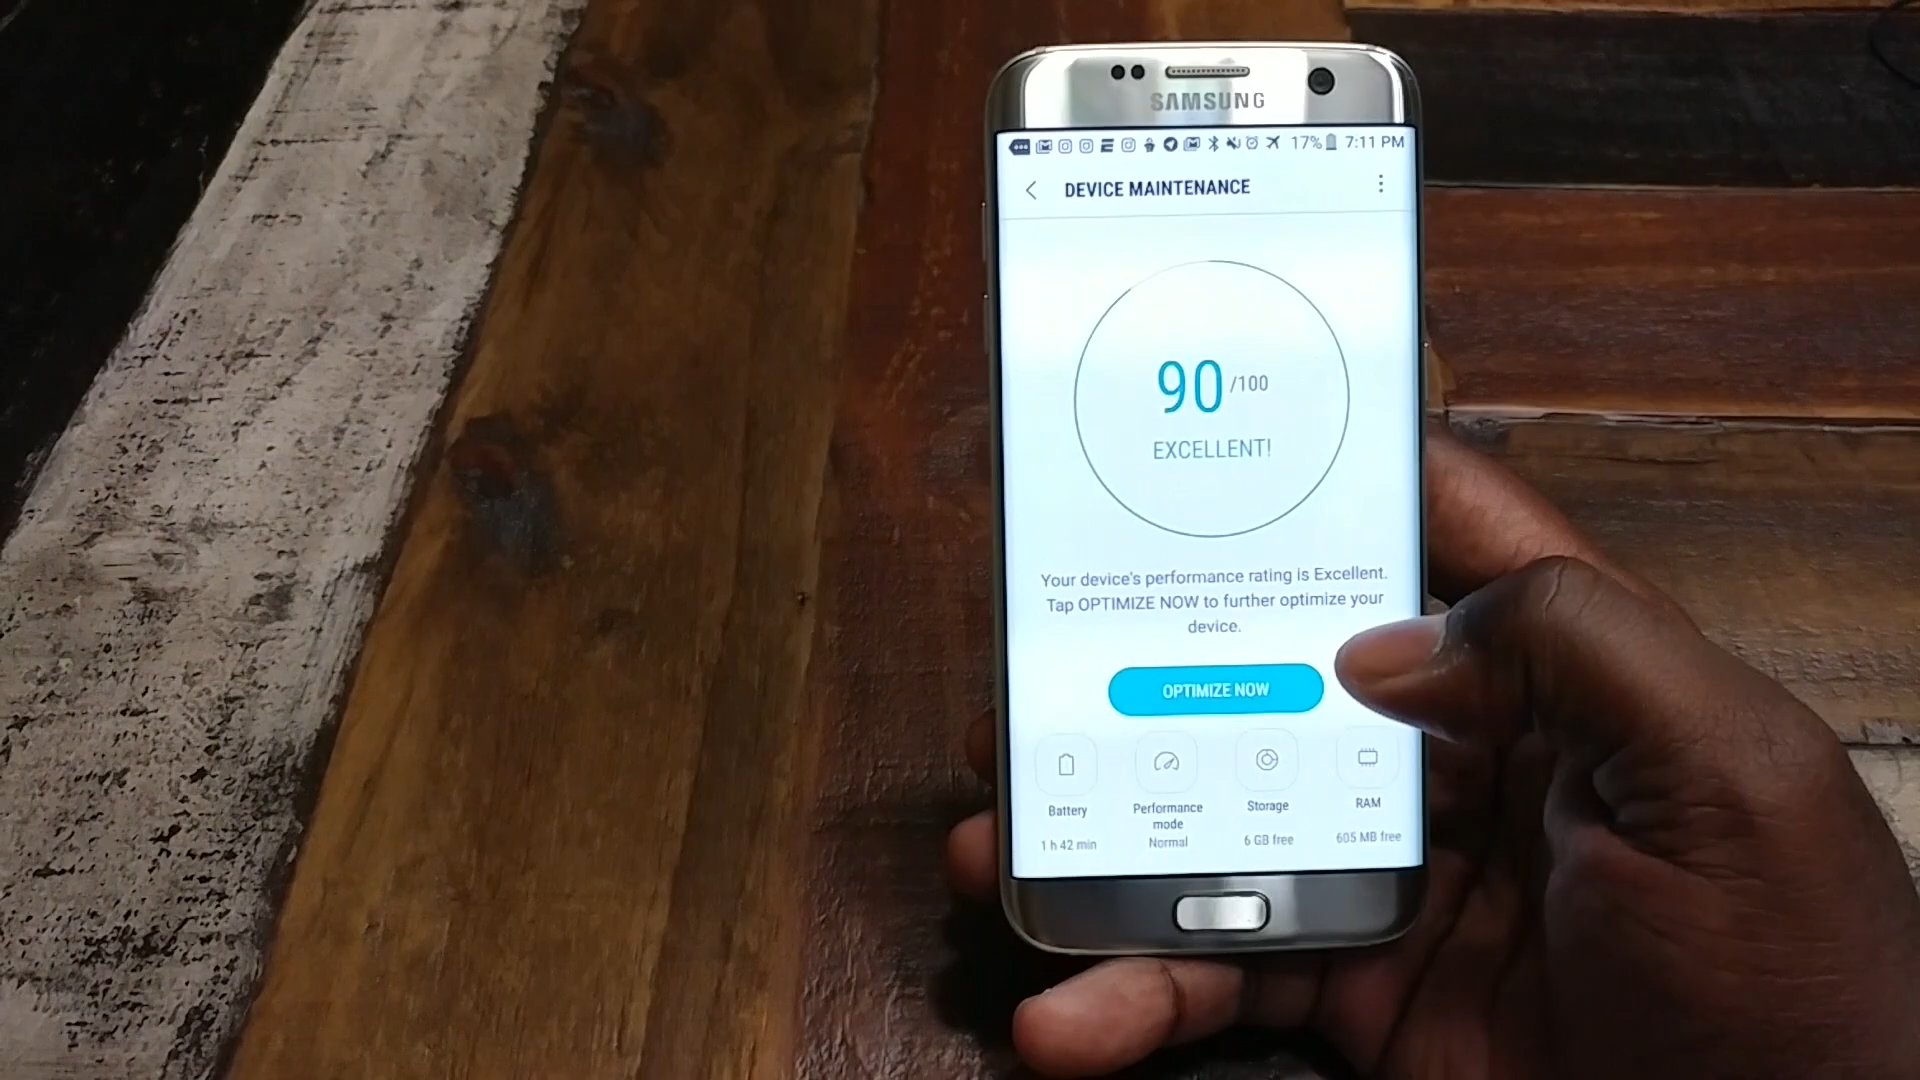 SAMSUNG
17% 7:11 PM
DEVICE MAINTENANCE
90 /100
EXCELLENT!
Your device's performance rating is Excellent.
Tap OPTIMIZE NOW to further optimize your
device.
OPTIMIZE NOW
Battery
1 h 42 min
Performance
mode
Normal
Storage
6 GB free
RAM
605 MB free